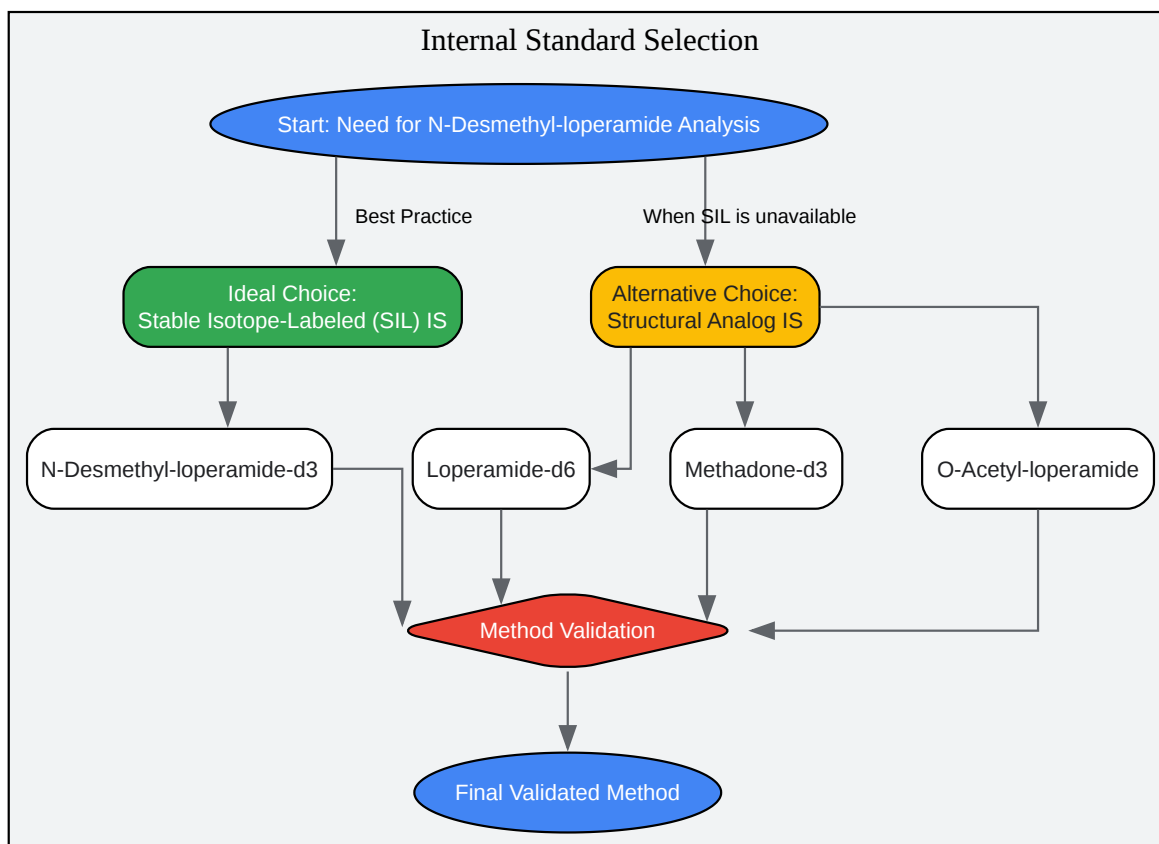 Internal Standard Selection
Start: Need for N-Desmethyl-loperamide Analysis
Best Practice
When SIL is unavailable
Ideal Choice:
Stable Isotope-Labeled (SIL) IS
Alternative Choice:
Structural Analog IS
N-Desmethyl-loperamide-d3
Loperamide-d6
Methadone-d3
O-Acetyl-loperamide
Method Validation
Final Validated Method